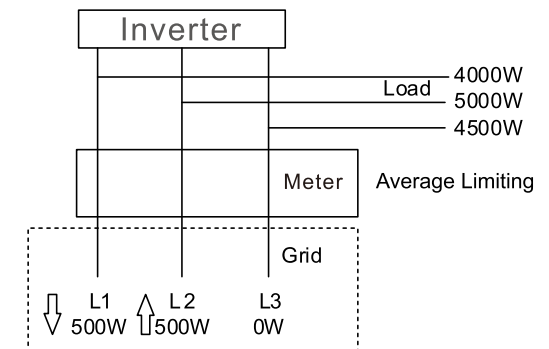 Inverter
4000W
Load
5000W
4500W
Meter
Average Limiting
Grid
L1 L2 L3
500W 500W 0W